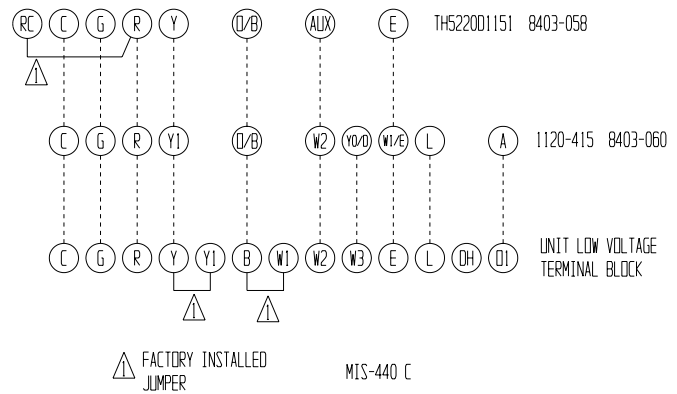 RC C G R Y O/B AUX E TH5220D1151 8403-058
1
C G R Y1 O/B W2 YO/D W1/E L A 1120-415 8403-060
C G R Y Y1 B W1 W2 W3 E L DH O1 UNIT LOW VOLTAGE
TERMINAL BLOCK
1 1
1 FACTORY INSTALLED
JUMPER
MIS-440 C